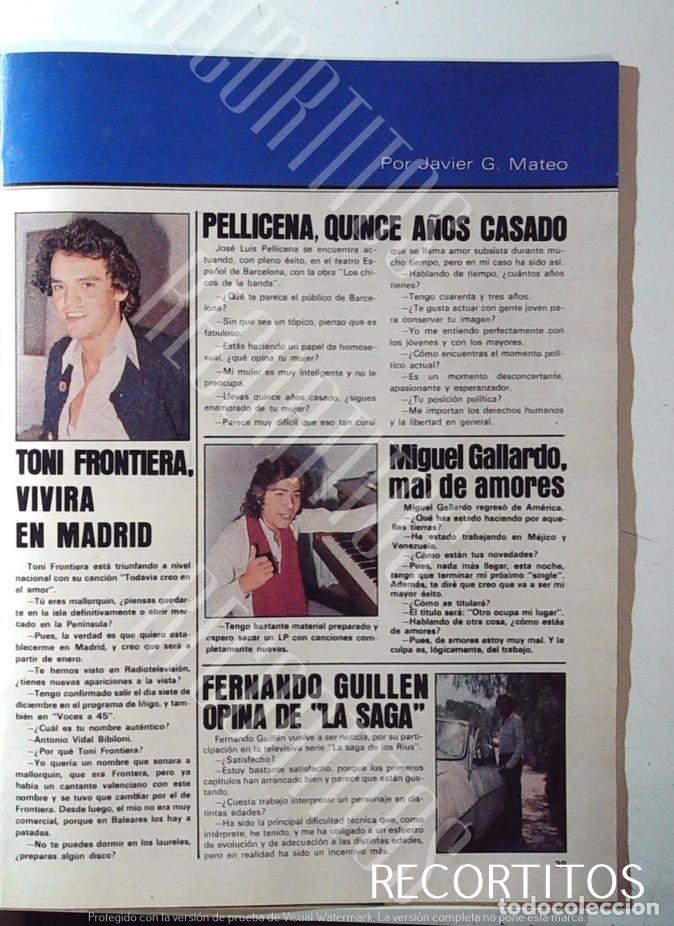 Por Javier G. Mateo
TONI FRONTIERA,
VIVIRA
EN MADRID
Toni Frontiera está triunfando a nivel
nacional con su canción "Todavía creo en
el amor".
—Tú eres mallorquín, ¿piensas quedar-
te en la isla definitivamente o abrir mer-
cado en la Península?
—Pues, la verdad es que quiero esta-
blecerme en Madrid, y creo que será a
partir de enero.
—Te hemos visto en Radiotelevisión,
¿tienes nuevas apariciones a la vista?
—Tengo confirmado salir el día siete de
diciembre en el programa de Iñigo, y tam-
bién en "Voces a 45".
—¿Cuál es tu nombre auténtico?
—Antonio Vidal Bibiloni.
—¿Por qué Toni Frontiera?
—Yo quería un nombre que sonara a
mallorquín, que era Frontera, pero ya
había un cantante valenciano con este
nombre y se tuvo que cambiar por el de
Frontiera. Desde luego, el mío no era muy
comercial, porque en Baleares los hay a
patadas.
—No te puedes dormir en los laureles,
¿preparas algún disco?
PELLICENA, QUINCE AÑOS CASADO
José Luis Pellicena se encuentra ac-
tuando, con pleno éxito, en el teatro Es-
pañol de Barcelona, con la obra "Los chi-
cos de la banda".
—¿Qué te parece el público de Barce-
lona?
—Sin que sea un tópico, pienso que es
fabuloso.
—Estás haciendo un papel de homose-
xual, ¿qué opina tu mujer?
—Mi mujer es muy inteligente y no le
preocupa.
—Llevas quince años casado, ¿sigues
enamorado de tu mujer?
—Parece muy difícil que eso tan cursi
que se llama amor subsista durante mu-
cho tiempo, pero en mi caso ha sido así.
—Hablando de tiempo, ¿cuántos años
tienes?
—Tengo cuarenta y tres años.
—¿Te gusta actuar con gente joven pa-
ra conservar tu imagen?
—Yo me entiendo perfectamente con
los jóvenes y con los mayores.
—¿Cómo encuentras el momento polí-
tico actual?
—Es un momento desconcertante,
apasionante y esperanzador.
—¿Tu posición política?
—Me importan los derechos humanos
y la libertad en general.
—Tengo bastante material preparado y
espero sacar un LP con canciones com-
pletamente nuevas.
Miguel Gallardo,
mal de amores
Miguel Gallardo regresó de América.
—¿Qué has estado haciendo por aque-
llas tierras?
—He estado trabajando en Méjico y
Venezuela.
—¿Cómo están tus novedades?
—Pues, nada más llegar, esta noche,
tengo que terminar mi próximo "single".
Además, te diré que creo que va a ser mi
mayor éxito.
—¿Cómo se titulará?
—El título será: "Otro ocupa mi lugar".
—Hablando de otra cosa, ¿cómo estás
de amores?
—Pues, de amores estoy muy mal. Y la
culpa es, lógicamente, del trabajo.
FERNANDO GUILLEN
OPINA DE "LA SAGA"
Fernando Guillén vuelve a ser noticia, por su par-
ticipación en la televisiva serie "La saga de los Rius".
—¿Satisfecho?
—Estoy bastante satisfecho, porque los primeros
capítulos han arrancado bien y parece que están gus-
tando.
—¿Cuesta trabajo interpretar un personaje en dis-
tintas edades?
—Ha sido la principal dificultad técnica que, como
intérprete, he tenido, y me ha obligado a un esfuerzo
de evolución y de adecuación a las distintas edades,
pero en realidad ha sido un incentivo más.
39
RECORTITOS
todocoleccion
Protegido con la versión de prueba de Visual Watermark. La versión completa no pone esta marca.
RECORTITOS
RECORTITOS
RECORTITOS